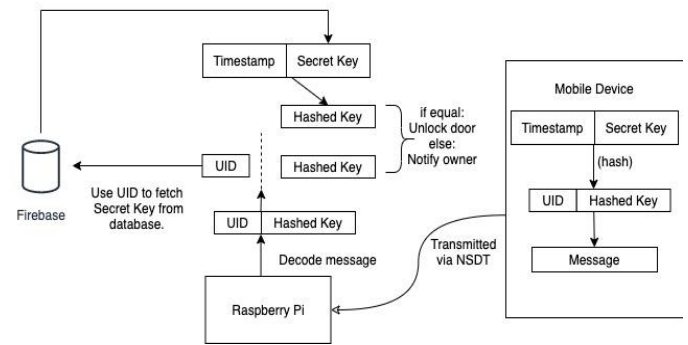 Timestamp
Secret Key
Hashed Key
if equal:
Unlock door
else:
Notify owner
UID
Hashed Key
Firebase
Use UID to fetch
Secret Key from
database.
UID
Hashed Key
Decode message
Raspberry Pi
Transmitted
via NSDT
Mobile Device
Timestamp
Secret Key
(hash)
UID
Hashed Key
Message